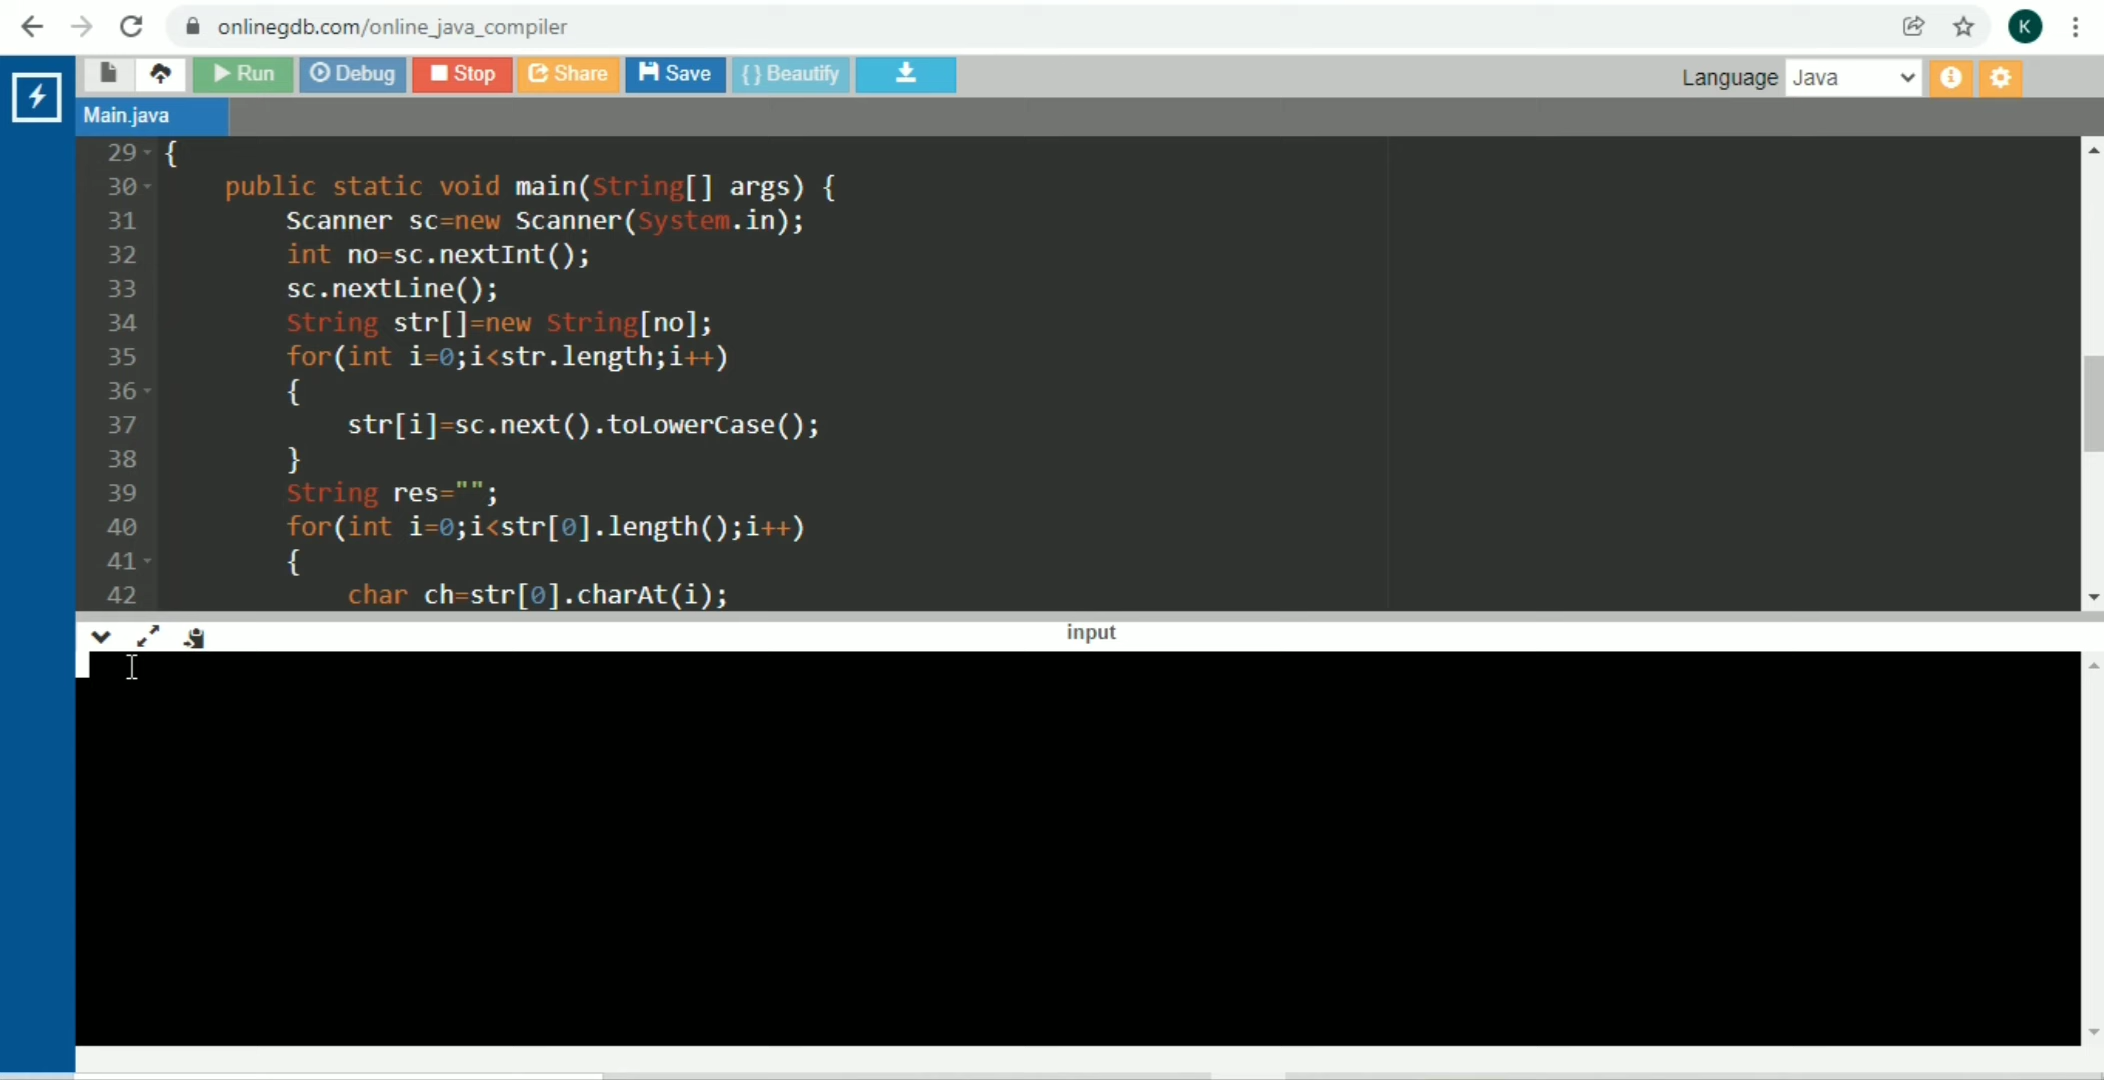 onlinegdb.com/online_java_compiler
K
Run
Debug
Stop
Share
Save
{ } Beautify
Language
Java
Main.java
29 {
30 public static void main(String[] args) {
31 Scanner sc=new Scanner(System.in);
32 int no=sc.nextInt();
33 sc.nextLine();
34 String str[]=new String[no];
35 for(int i=0;i<str.length;i++)
36 {
37 str[i]=sc.next().toLowerCase();
38 }
39 String res="";
40 for(int i=0;i<str[0].length();i++)
41 {
42 char ch=str[0].charAt(i);
input